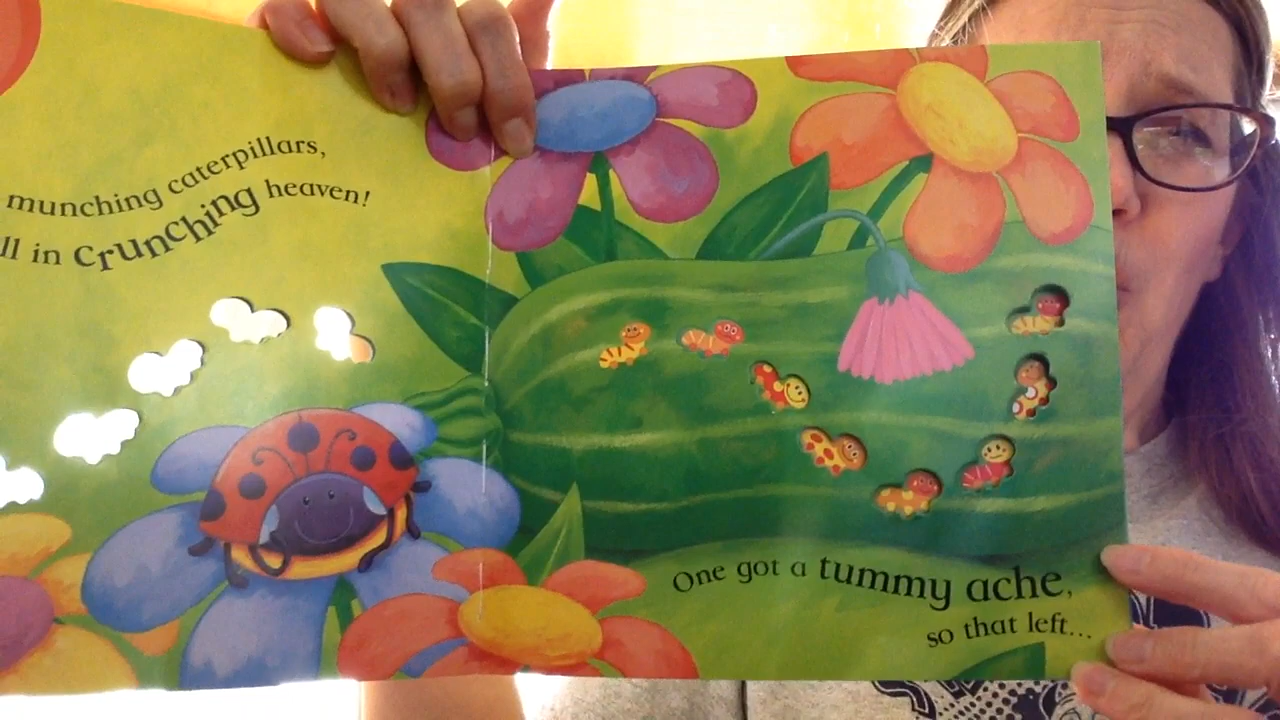 munching caterpillars,
ll in crunching heaven!
One got a tummy ache,
so that left...